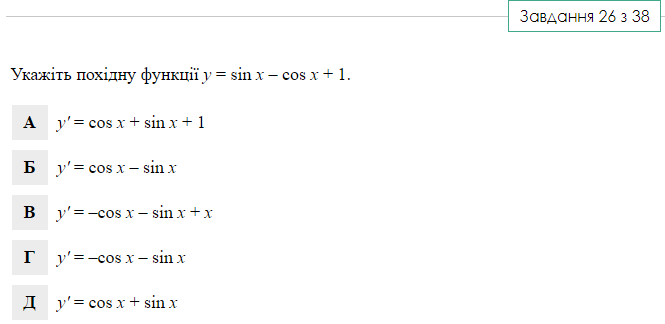 Завдання 26 з 38
Укажіть похідну функції y = sin x – cos x + 1.
А y′ = cos x + sin x + 1
Б y′ = cos x – sin x
В y′ = –cos x – sin x + x
Г y′ = –cos x – sin x
Д y′ = cos x + sin x